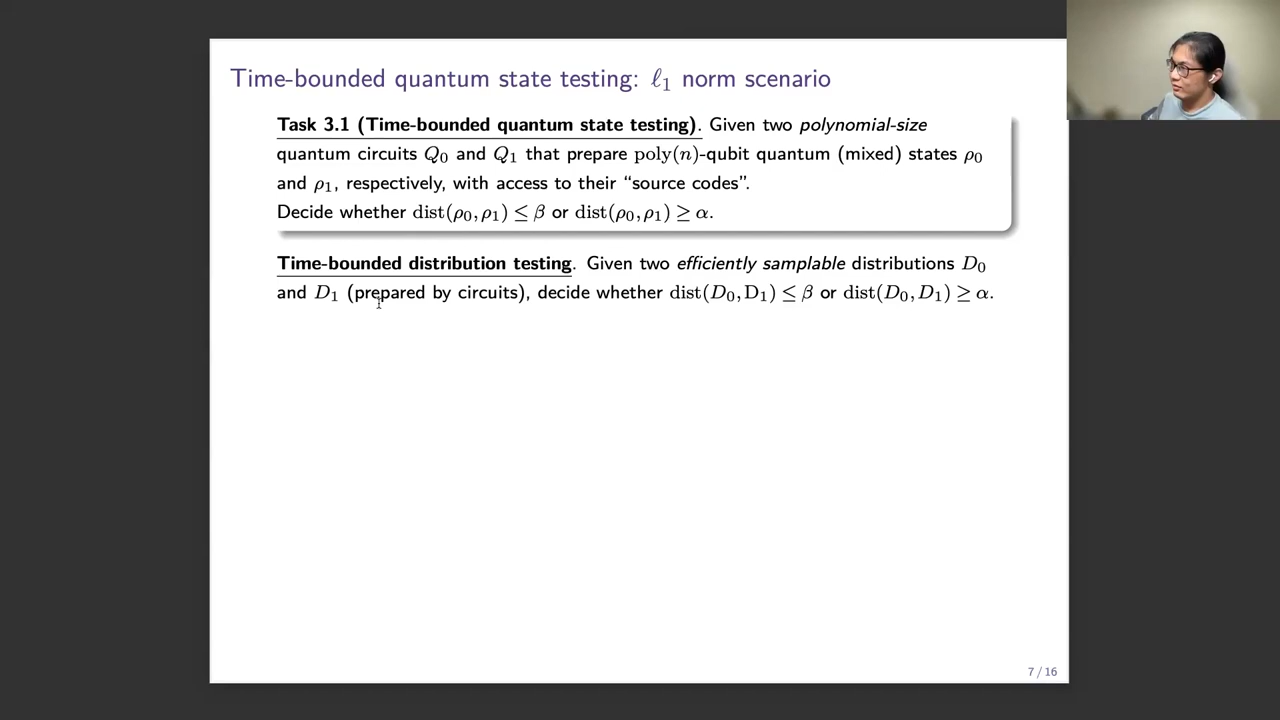 Time-bounded quantum state testing: ℓ₁ norm scenario
Task 3.1 (Time-bounded quantum state testing). Given two polynomial-size
quantum circuits Q₀ and Q₁ that prepare poly(n)-qubit quantum (mixed) states ρ₀
and ρ₁, respectively, with access to their “source codes”.
Decide whether dist(ρ₀, ρ₁) ≤ β or dist(ρ₀, ρ₁) ≥ α.
Time-bounded distribution testing. Given two efficiently samplable distributions D₀
and D₁ (prepared by circuits), decide whether dist(D₀, D₁) ≤ β or dist(D₀, D₁) ≥ α.
7 / 16